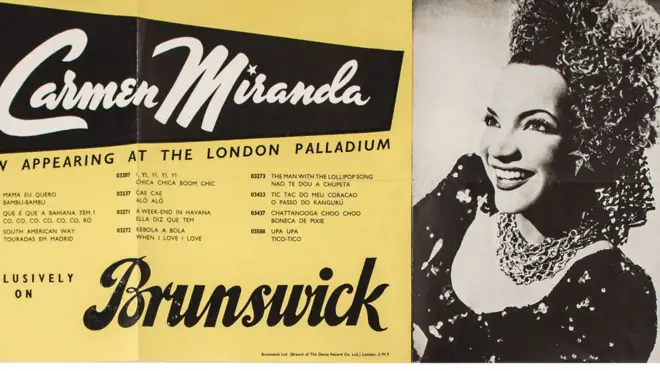 Carmen Miranda
W APPEARING AT THE LONDON PALLADIUM
MAMA EU QUERO
BAMBU-BAMBU
QUE É QUE A BAHIANA TEM !
CO, CO, CO, CO, CO, CO, RÓ
SOUTH AMERICAN WAY
TOURADAS EM MADRID
03207 I, YI, YI, YI, YI
CHICA CHICA BOOM CHIC
03237 CAE CAE
ALÔ ALÔ
03271 A WEEK-END IN HAVANA
ELLA DIZ QUE TEM
03272 REBOLA A BOLA
WHEN I LOVE I LOVE
03273 THE MAN WITH THE LOLLIPOP SONG
NAO TE DOU A CHUPETA
03423 TIC TAC DO MEU CORACAO
O PASSO DO KANGURÚ
03437 CHATTANOOGA CHOO CHOO
BONECA DE PIXIE
03588 UPA UPA
TICO-TICO
CLUSIVELY
ON
Brunswick
Brunswick Ltd. (Branch of The Decca Record Co. Ltd.) London, S.W.9